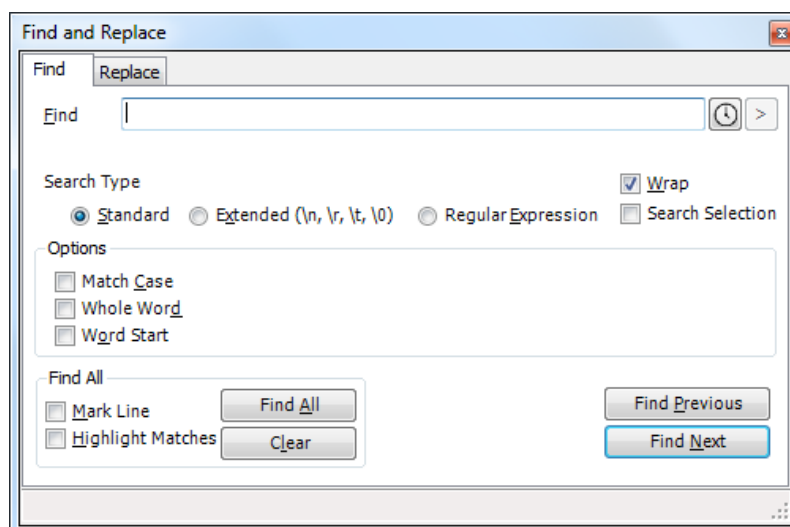 Find and Replace
Find Replace
Find >
Search Type
Wrap
Standard Extended (\n, \r, \t, \0) Regular Expression Search Selection
Options
Match Case
Whole Word
Word Start
Find All
Mark Line Find All Find Previous
Highlight Matches Clear Find Next